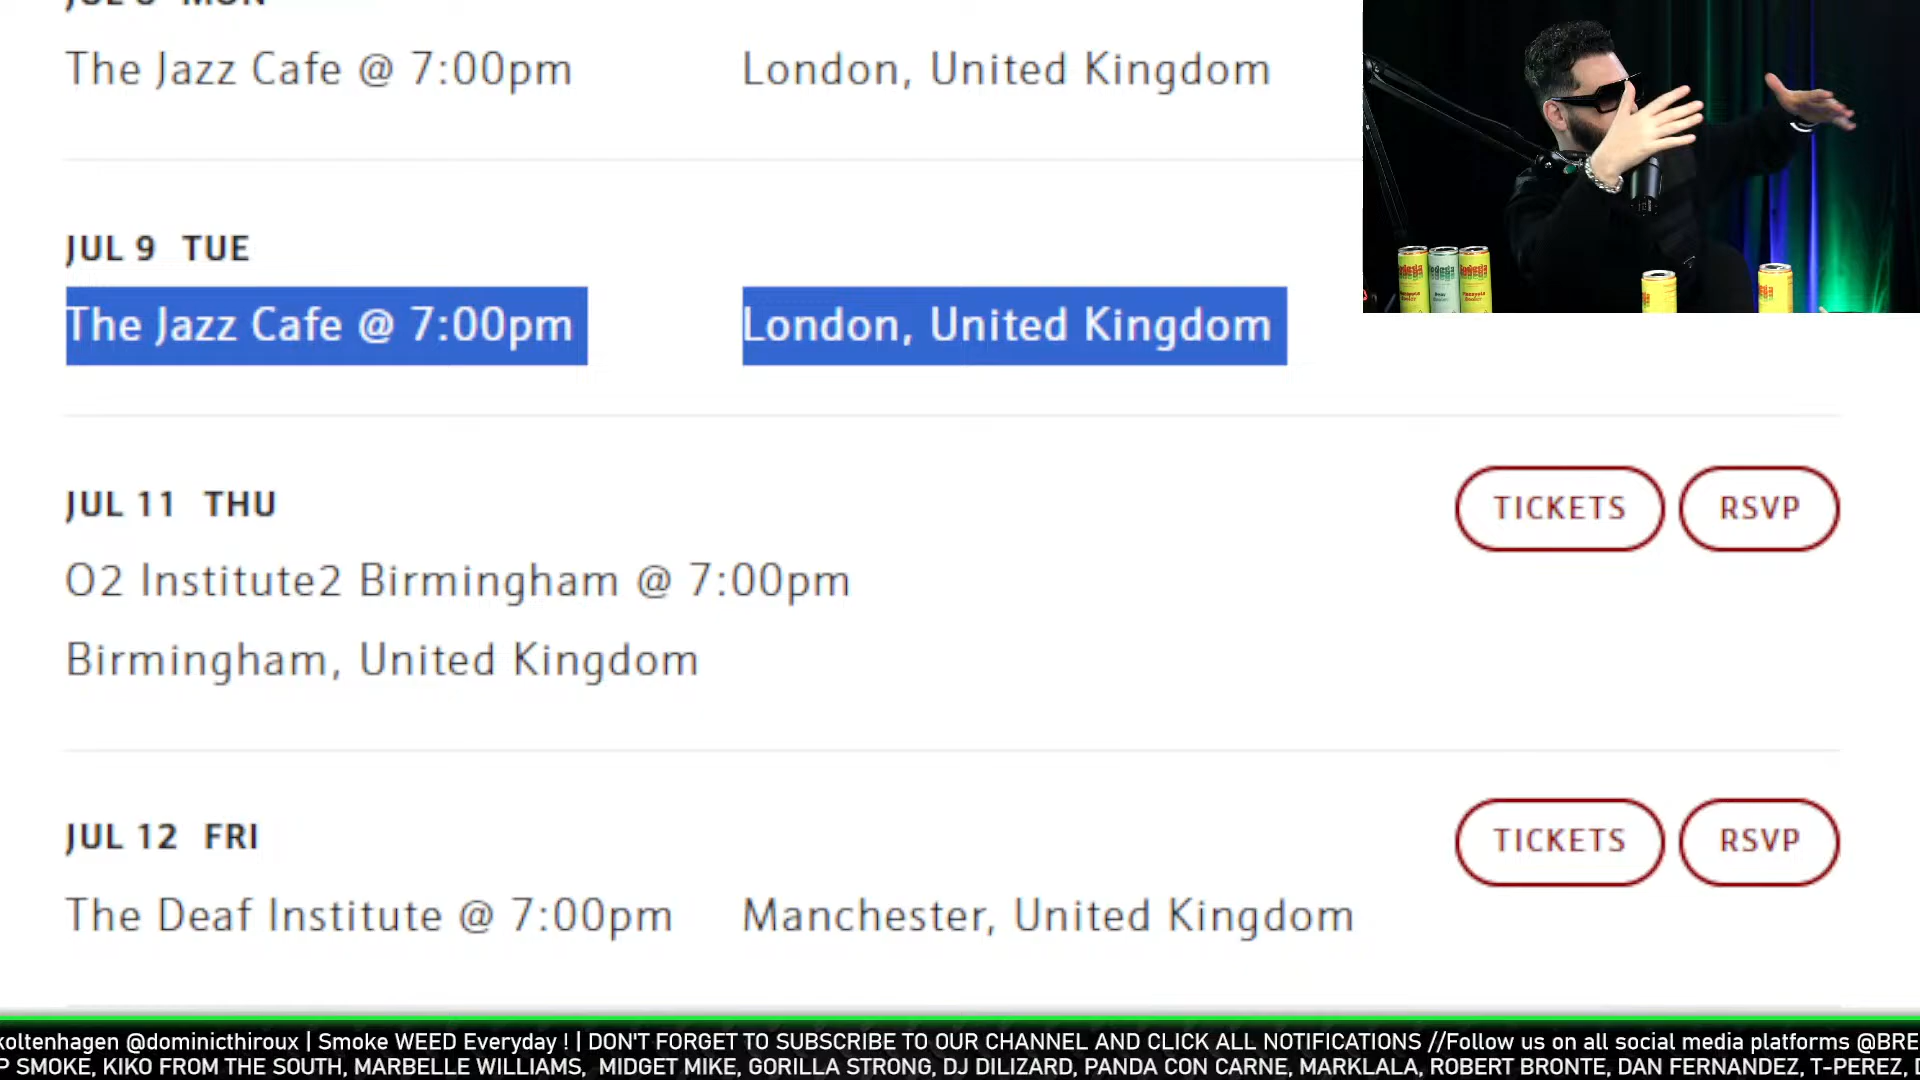 The Jazz Cafe @ 7:00pm London, United Kingdom
JUL 9 TUE
The Jazz Cafe @ 7:00pm London, United Kingdom
JUL 11 THU
TICKETS RSVP
O2 Institute2 Birmingham @ 7:00pm
Birmingham, United Kingdom
JUL 12 FRI
TICKETS RSVP
The Deaf Institute @ 7:00pm Manchester, United Kingdom
koltenhagen @dominicthiroux | Smoke WEED Everyday ! | DON'T FORGET TO SUBSCRIBE TO OUR CHANNEL AND CLICK ALL NOTIFICATIONS //Follow us on all social media platforms @BRE
P SMOKE, KIKO FROM THE SOUTH, MARBELLE WILLIAMS, MIDGET MIKE, GORILLA STRONG, DJ DILIZARD, PANDA CON CARNE, MARKLALA, ROBERT BRONTE, DAN FERNANDEZ, T-PEREZ,